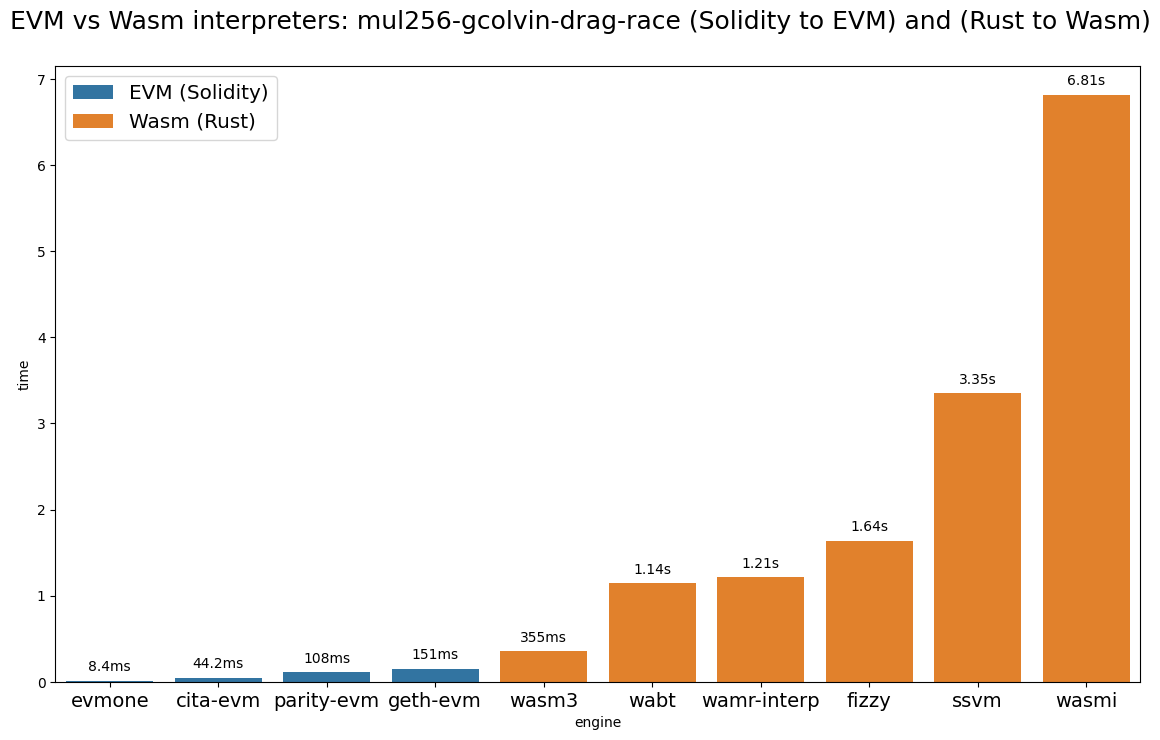 EVM vs Wasm interpreters: mul256-gcolvin-drag-race (Solidity to EVM) and (Rust to Wasm)
EVM (Solidity)
Wasm (Rust)
7
6
5
4
3
2
1
0
time
8.4ms
44.2ms
108ms
151ms
355ms
1.14s
1.21s
1.64s
3.35s
6.81s
evmone cita-evm parity-evm geth-evm wasm3 wabt wamr-interp fizzy ssvm wasmi
engine